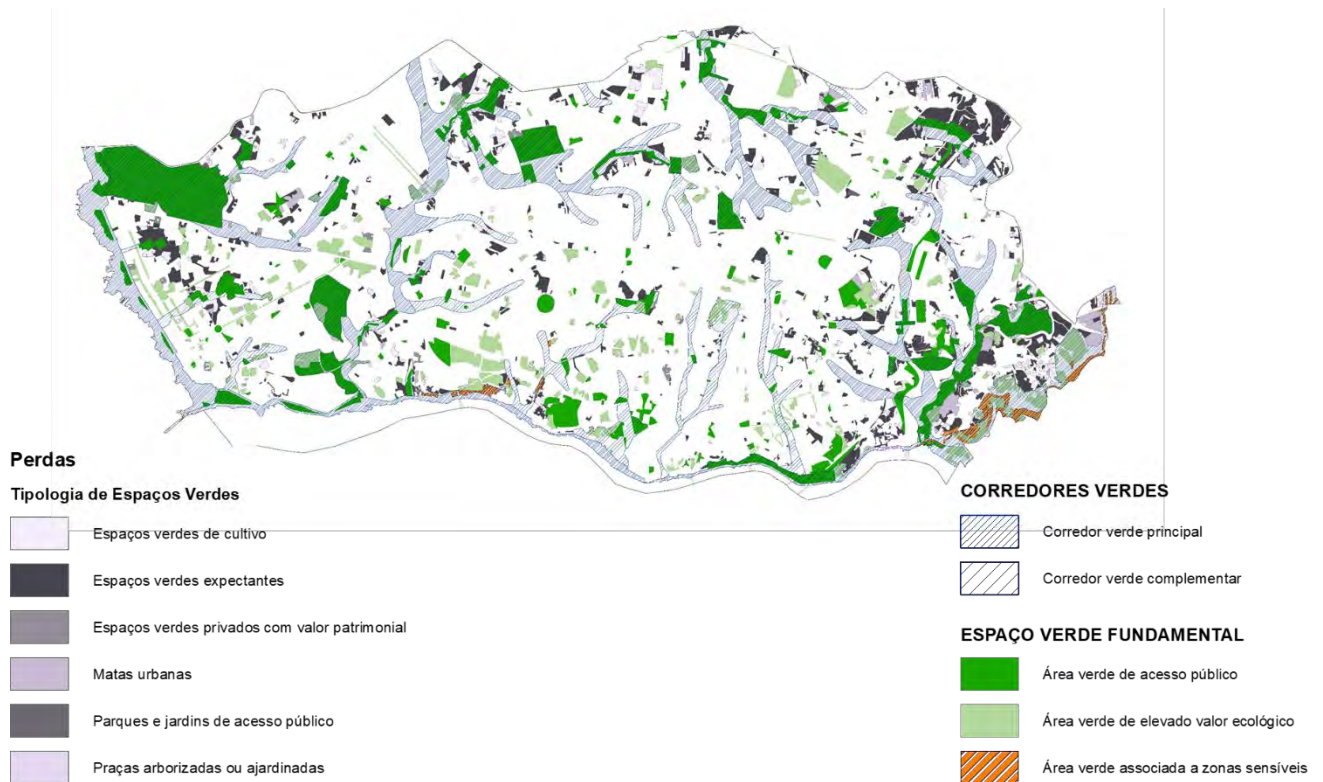 Perdas
Tipologia de Espaços Verdes
Espaços verdes de cultivo
Espaços verdes expectantes
Espaços verdes privados com valor patrimonial
Matas urbanas
Parques e jardins de acesso público
Praças arborizadas ou ajardinadas
CORREDORES VERDES
Corredor verde principal
Corredor verde complementar
ESPAÇO VERDE FUNDAMENTAL
Área verde de acesso público
Área verde de elevado valor ecológico
Área verde associada a zonas sensíveis